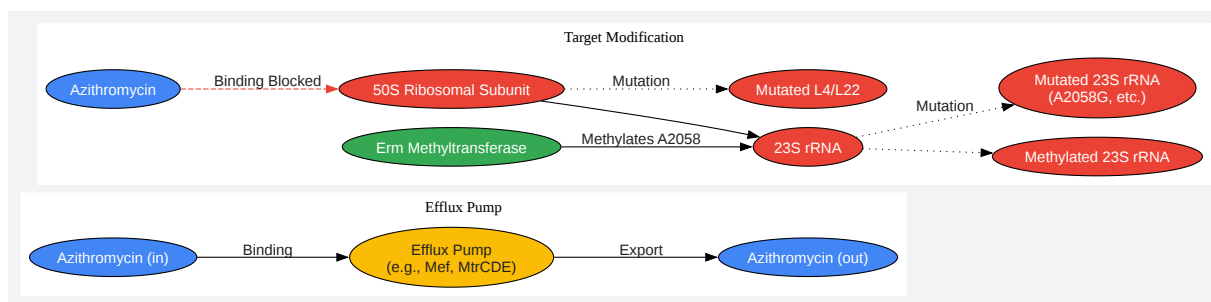 Target Modification
Azithromycin
Binding Blocked
50S Ribosomal Subunit
Mutation
Mutated L4/L22
Mutated 23S rRNA
(A2058G, etc.)
Mutation
Erm Methyltransferase
Methylates A2058
23S rRNA
Methylated 23S rRNA
Efflux Pump
Azithromycin (in)
Binding
Efflux Pump
(e.g., Mef, MtrCDE)
Export
Azithromycin (out)